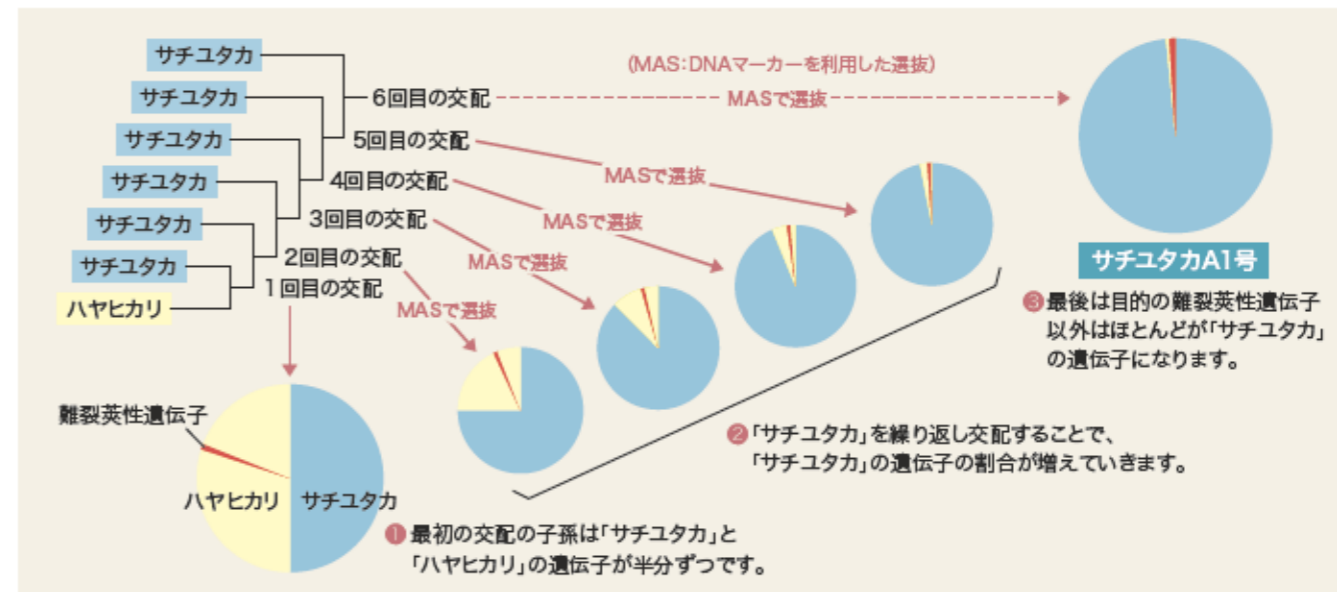 サチユタカ
サチユタカ
サチユタカ
サチユタカ
サチユタカ
サチユタカ
ハヤヒカリ
6回目の交配
5回目の交配
4回目の交配
3回目の交配
2回目の交配
1回目の交配
(MAS:DNAマーカーを利用した選抜)
MASで選抜
MASで選抜
MASで選抜
MASで選抜
MASで選抜
サチユタカA1号
❸最後は目的の難裂莢性遺伝子
以外はほとんどが「サチユタカ」
の遺伝子になります。
❷「サチユタカ」を繰り返し交配することで、
「サチユタカ」の遺伝子の割合が増えていきます。
難裂莢性遺伝子
ハヤヒカリ
サチユタカ
❶最初の交配の子孫は「サチユタカ」と
「ハヤヒカリ」の遺伝子が半分ずつです。